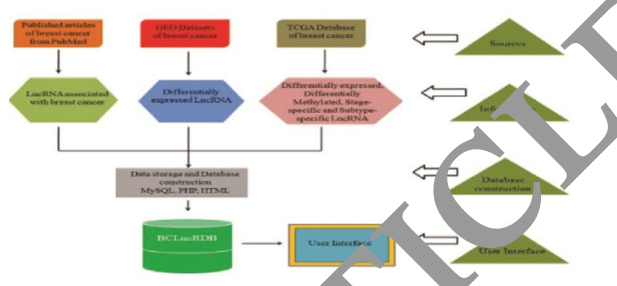 Published articles
of breast cancer
from PubMed
GEO Datasets
of breast cancer
TCGA Database
of breast cancer
Sources
LncRNA associated
with breast cancer
Differentially
expressed LncRNA
Differentially expressed,
Differentially
Methylated, Stage-
specific and Subtype-
specific LncRNA
Data storage and Database
construction
MySQL, PHP, HTML
Database
construction
BCLncRDB
User Interface
User Interface